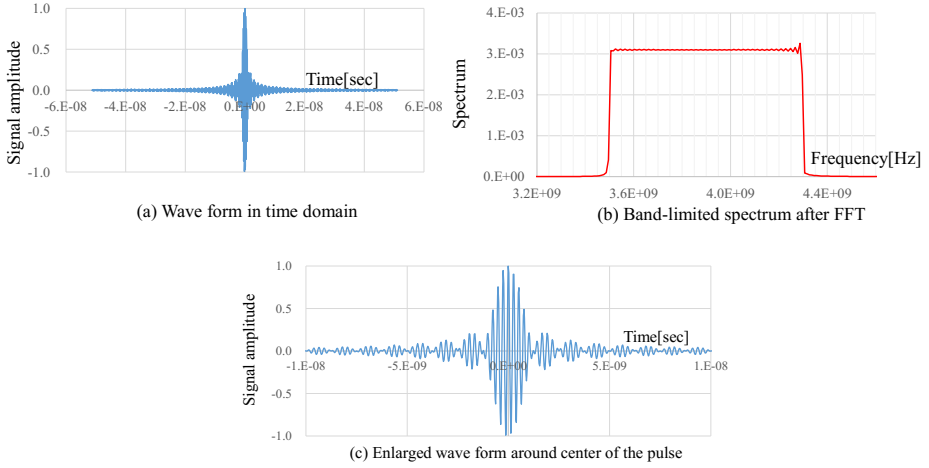 1.0
0.5
0.0
-0.5
-1.0
Signal amplitude
Time[sec]
-6.E-08 -4.E-08 -2.E-08 0.E+00 2.E-08 4.E-08 6.E-08
(a) Wave form in time domain
4.E-03
3.E-03
2.E-03
1.E-03
0.E+00
Spectrum
Frequency[Hz]
3.2E+09 3.6E+09 4.0E+09 4.4E+09
(b) Band-limited spectrum after FFT
1.0
0.5
0.0
-0.5
-1.0
Signal amplitude
Time[sec]
-1.E-08 -5.E-09 0.E+00 5.E-09 1.E-08
(c) Enlarged wave form around center of the pulse